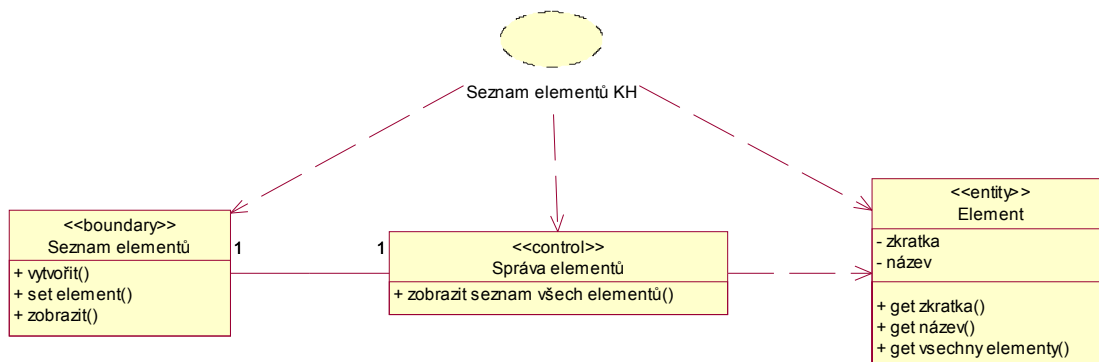 Seznam elementů KH
<<boundary>>
Seznam elementů
+ vytvořit()
+ set element()
+ zobrazit()
1
1
<<control>>
Správa elementů
+ zobrazit seznam všech elementů()
<<entity>>
Element
- zkratka
- název
+ get zkratka()
+ get název()
+ get vsechny elementy()